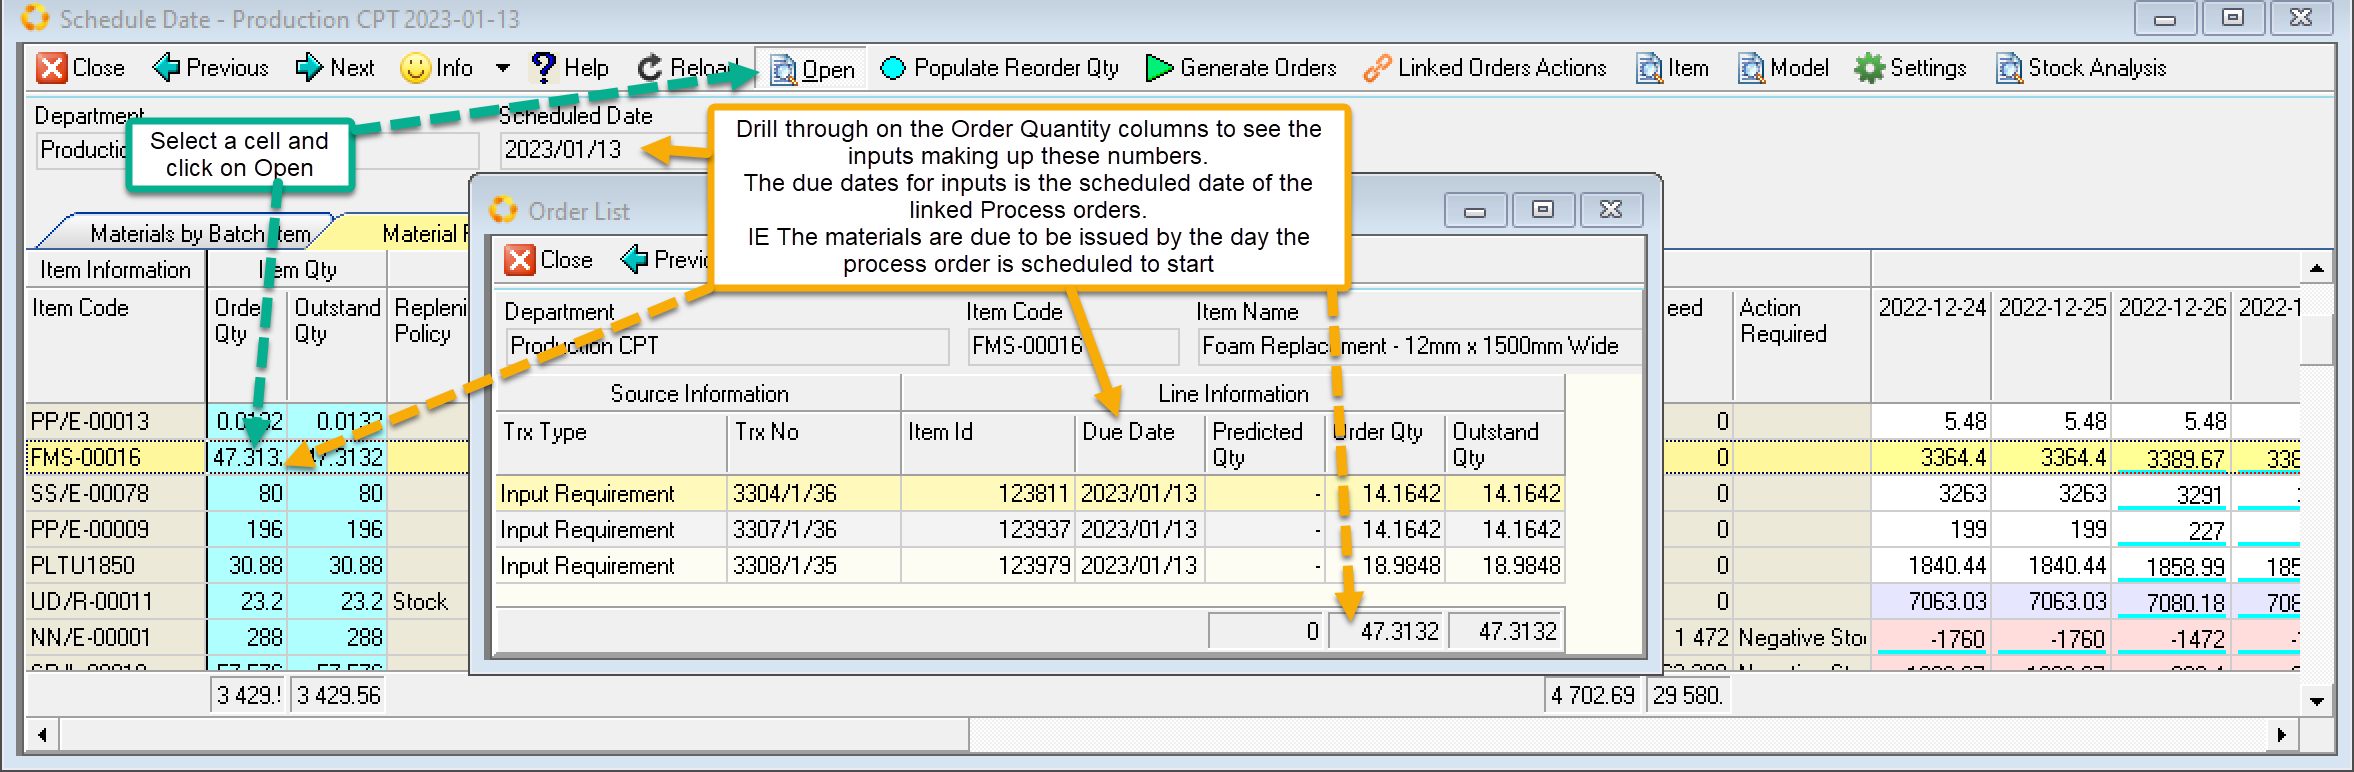 Schedule Date - Production CPT 2023-01-13
Close Previous Next Info Help Reload Open Populate Reorder Qty Generate Orders Linked Orders Actions Item Model Settings Stock Analysis
Department Scheduled Date
2023/01/13
Select a cell and
click on Open
Drill through on the Order Quantity columns to see the
inputs making up these numbers.
The due dates for inputs is the scheduled date of the
linked Process orders.
IE The materials are due to be issued by the day the
process order is scheduled to start
Materials by Batch Item Material
Item Information Item Qty
Item Code Order Qty Outstand Qty Policy Action Required 2022-12-24 2022-12-25 2022-12-26
PP/E-00013 0.0132 0.0132 0 5.48 5.48 5.48
FMS-00016 47.313 47.3132 0 3364.4 3364.4 3389.67
SS/E-00078 80 80 0 3263 3263 3291
PP/E-00009 196 196 0 199 199 227
PLTU1850 30.88 30.88 0 1840.44 1840.44 1858.99
UD/R-00011 23.2 23.2 Stock 0 7063.03 7063.03 7080.18
NN/E-00001 288 288 1 472 Negative -1760 -1760 -1472
3 429. 3 429.56 4 702.69 29 580.
Order List
Close
Department Item Code Item Name
Production CPT FMS-00016 Foam Replacement - 12mm x 1500mm Wide
Source Information Line Information
Trx Type Trx No Item Id Due Date Predicted Qty Order Qty Outstand Qty
Input Requirement 3304/1/36 123811 2023/01/13 - 14.1642 14.1642
Input Requirement 3307/1/36 123937 2023/01/13 - 14.1642 14.1642
Input Requirement 3308/1/35 123979 2023/01/13 - 18.9848 18.9848
0 47.3132 47.3132